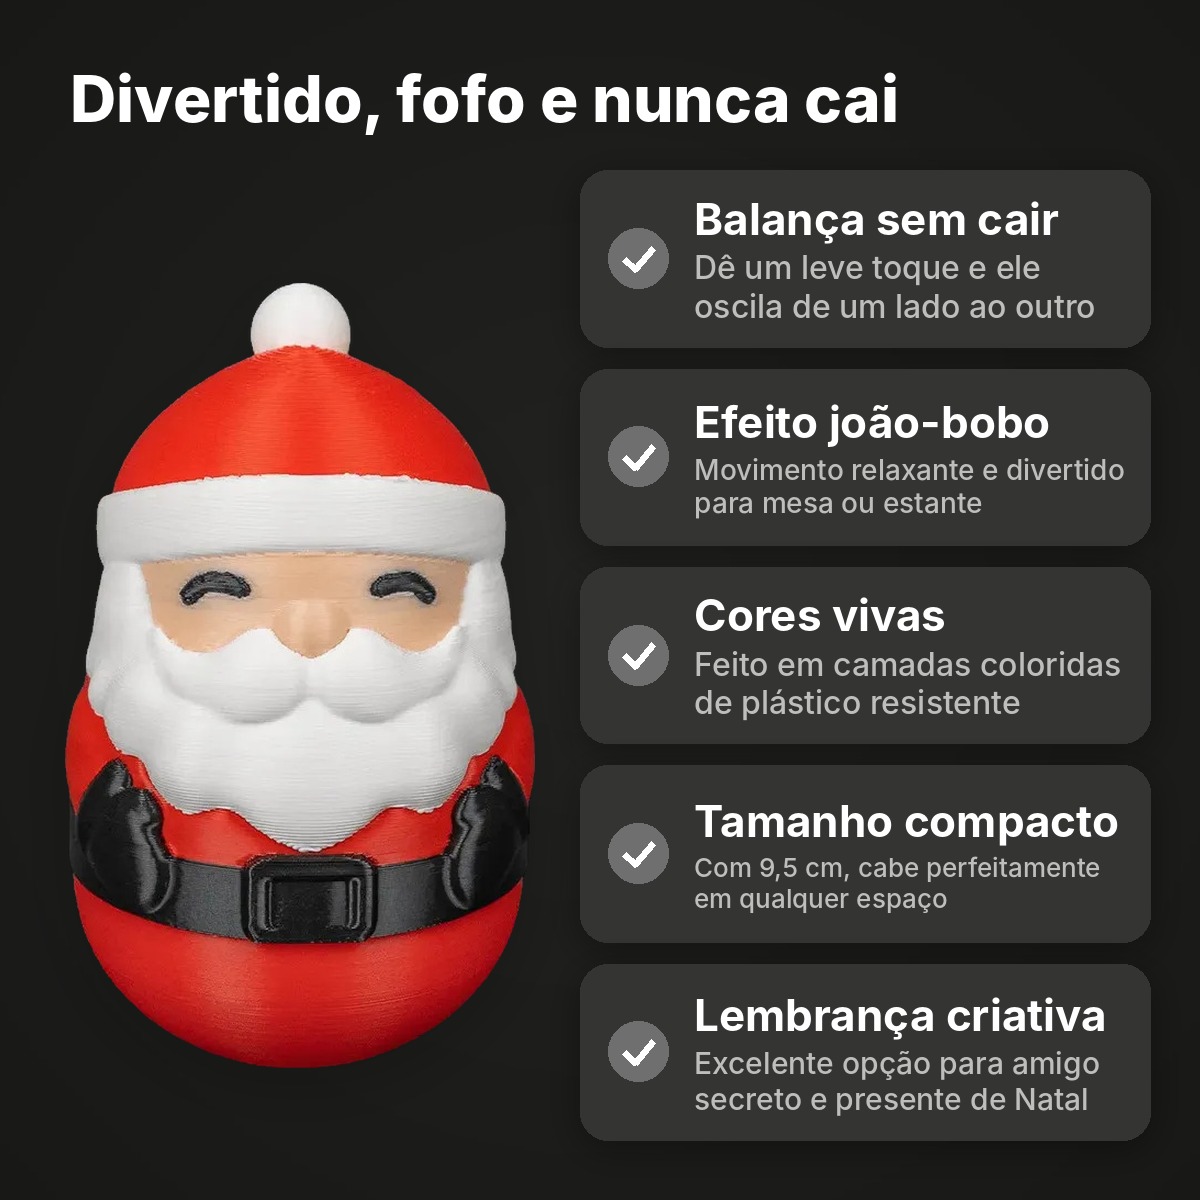 Divertido, fofo e nunca cai
Balança sem cair
Dê um leve toque e ele
oscila de um lado ao outro
Efeito joão-bobo
Movimento relaxante e divertido
para mesa ou estante
Cores vivas
Feito em camadas coloridas
de plástico resistente
Tamanho compacto
Com 9,5 cm, cabe perfeitamente
em qualquer espaço
Lembrança criativa
Excelente opção para amigo
secreto e presente de Natal